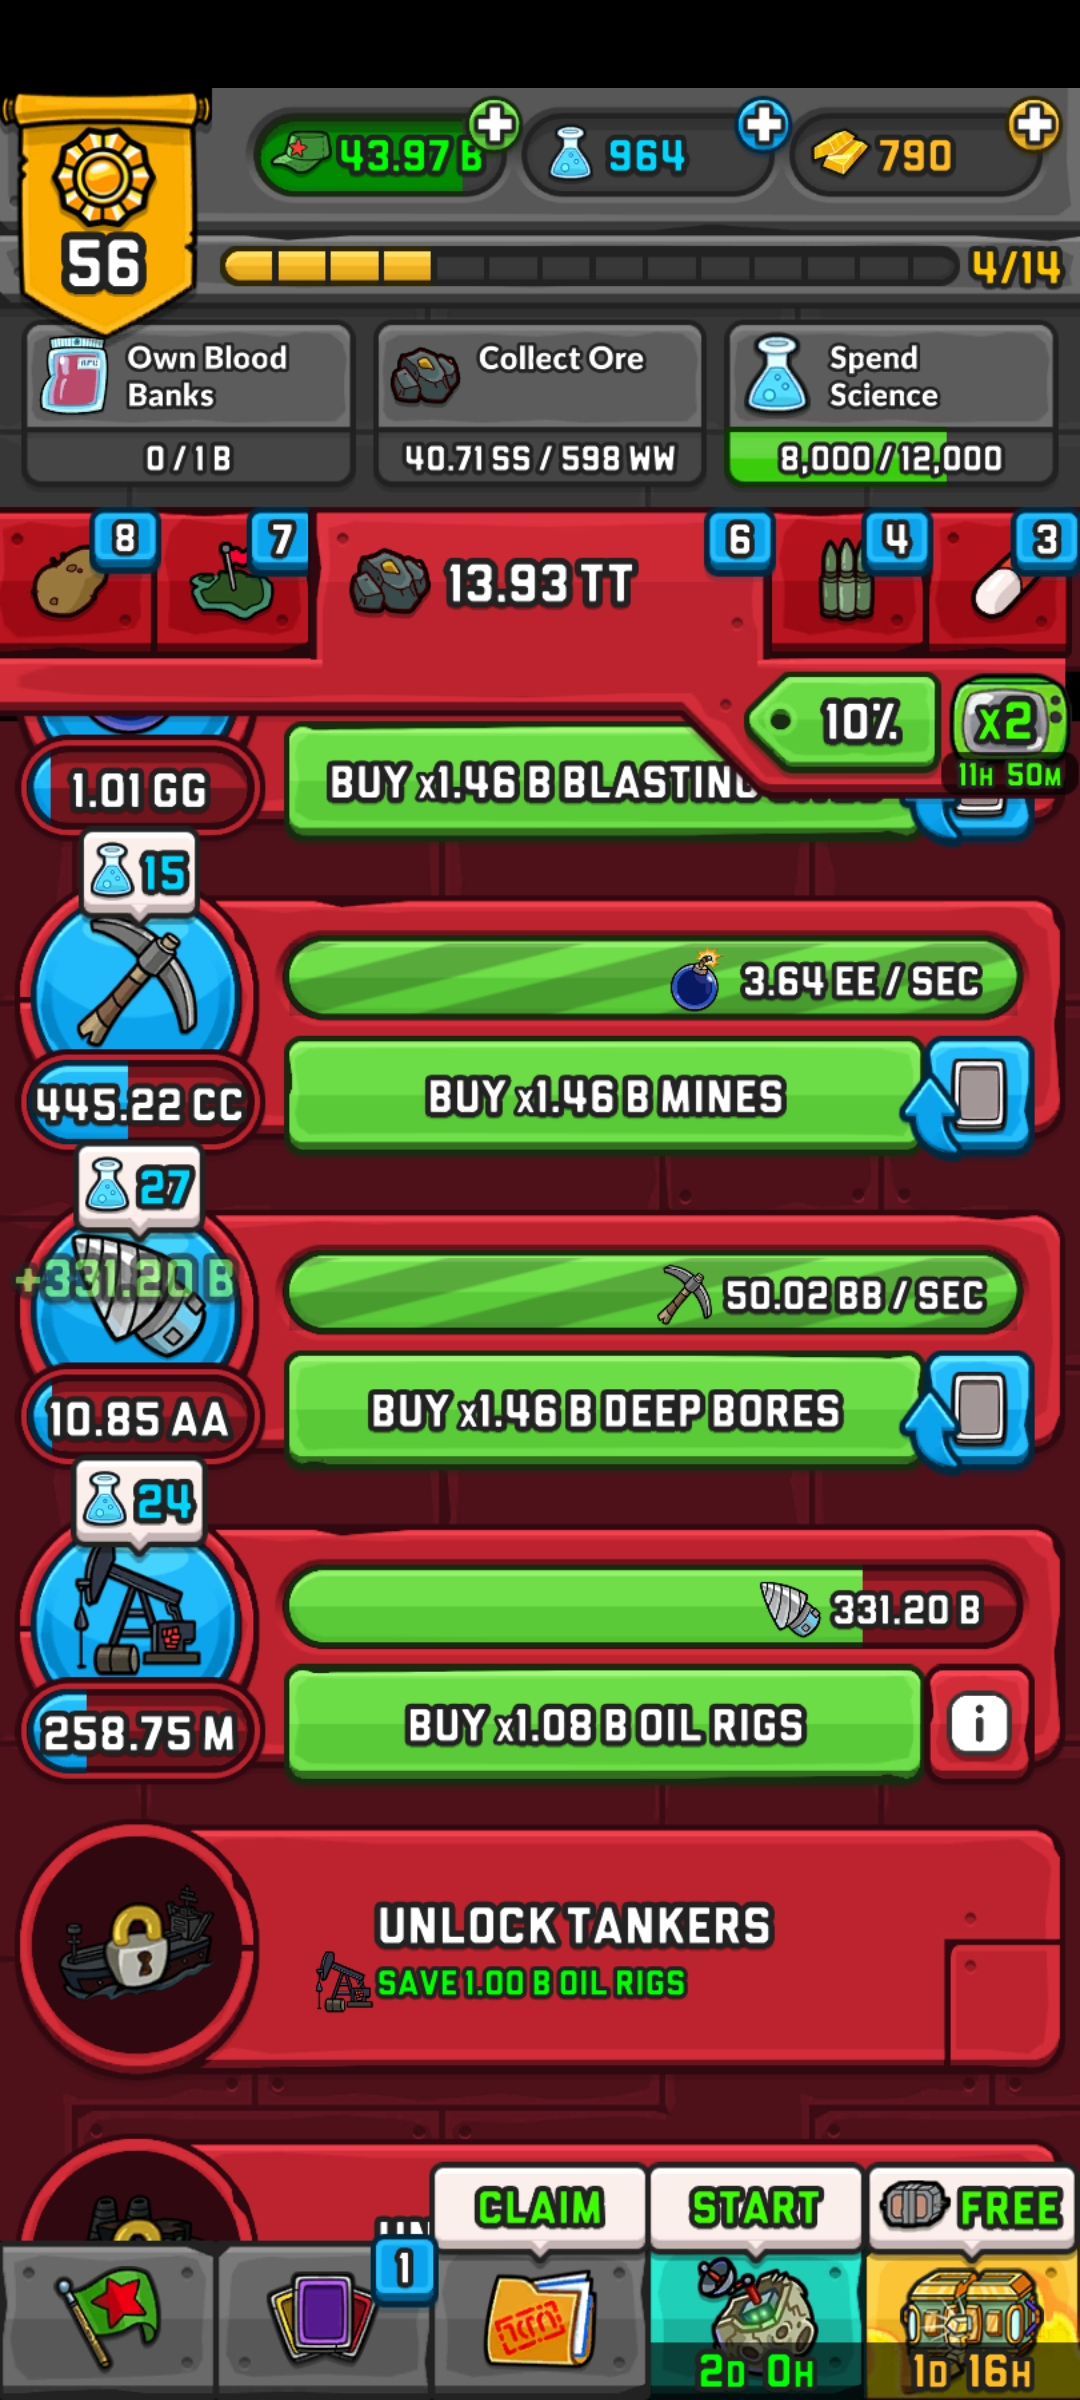 43.97 B
964
790
56
4/14
Own Blood
Banks
0 / 1 B
Collect Ore
40.71 SS / 598 WW
Spend
Science
8,000 / 12,000
8
7
13.93 TT
6
4
3
10%
x2
11H 50M
1.01 GG
BUY x1.46 B BLASTING
15
3.64 EE / SEC
445.22 CC
BUY x1.46 B MINES
27
+331.20 B
50.02 BB / SEC
10.85 AA
BUY x1.46 B DEEP BORES
24
331.20 B
258.75 M
BUY x1.08 B OIL RIGS
i
UNLOCK TANKERS
SAVE 1.00 B OIL RIGS
CLAIM
START
FREE
1
2D 0H
1D 16H